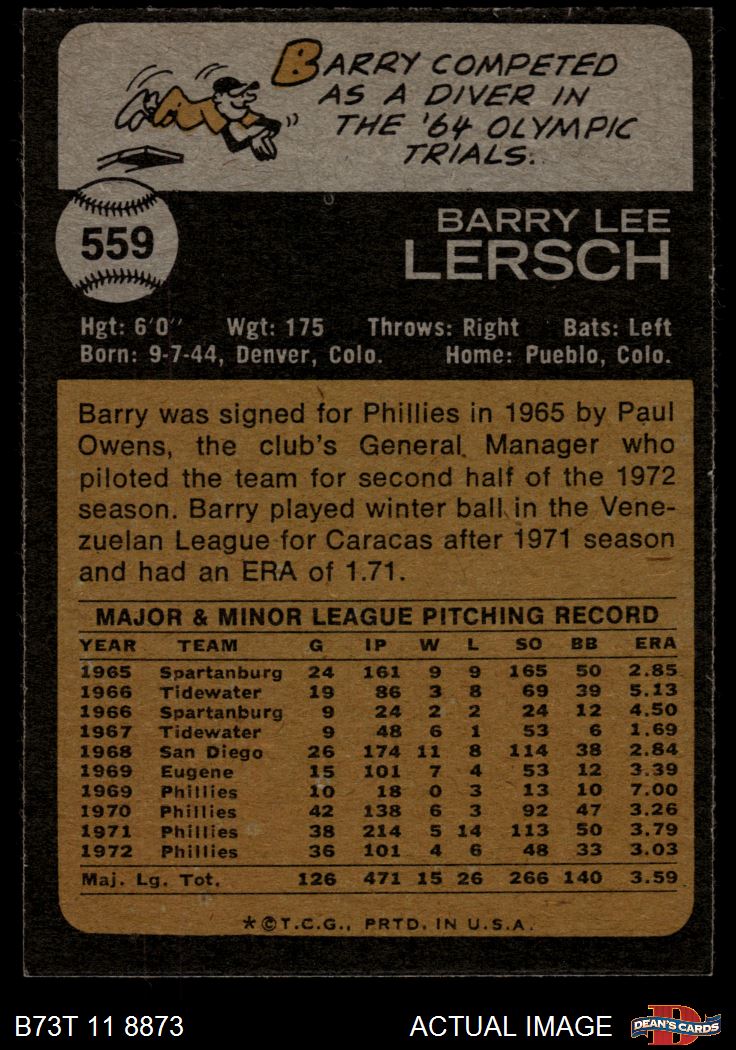 BARRY COMPETED
AS A DIVER IN
THE '64 OLYMPIC
TRIALS.
559
BARRY LEE
LERSCH
Hgt: 6'0" Wgt: 175 Throws: Right Bats: Left
Born: 9-7-44, Denver, Colo. Home: Pueblo, Colo.
Barry was signed for Phillies in 1965 by Paul
Owens, the club's General Manager who
piloted the team for second half of the 1972
season. Barry played winter ball in the Vene-
zuelan League for Caracas after 1971 season
and had an ERA of 1.71.
MAJOR & MINOR LEAGUE PITCHING RECORD
YEAR TEAM G IP W L SO BB ERA
1965 Spartanburg 24 161 9 9 165 50 2.85
1966 Tidewater 19 86 3 8 69 39 5.13
1966 Spartanburg 9 24 2 2 24 12 4.50
1967 Tidewater 9 48 6 1 53 6 1.69
1968 San Diego 26 174 11 8 114 38 2.84
1969 Eugene 15 101 7 4 53 12 3.39
1969 Phillies 10 18 0 3 13 10 7.00
1970 Phillies 42 138 6 3 92 47 3.26
1971 Phillies 38 214 5 14 113 50 3.79
1972 Phillies 36 101 4 6 48 33 3.03
Maj. Lg. Tot. 126 471 15 26 266 140 3.59
*©T.C.G., PRTD. IN U.S.A.
B73T 11 8873 ACTUAL IMAGE DEAN'S CARDS